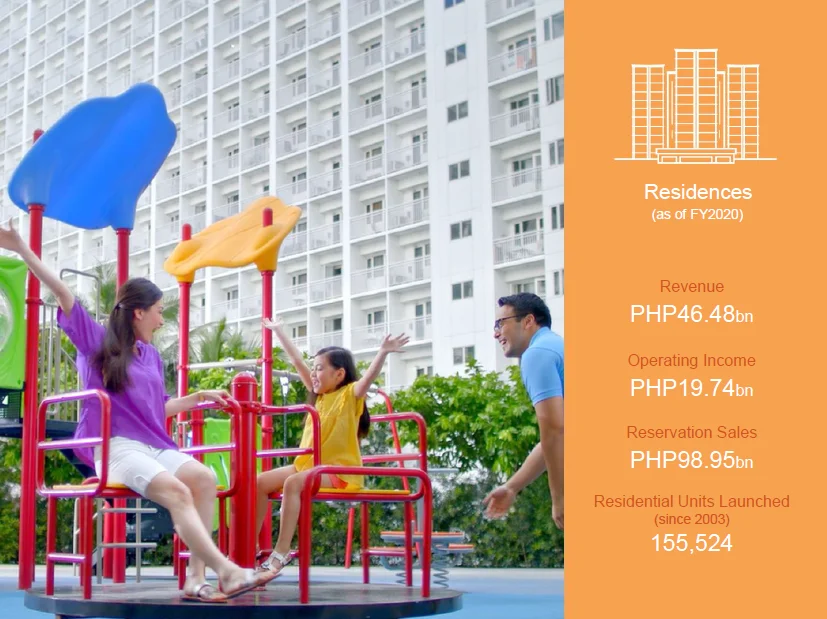 Residences
(as of FY2020)
Revenue
PHP46.48bn
Operating Income
PHP19.74bn
Reservation Sales
PHP98.95bn
Residential Units Launched
(since 2003)
155,524